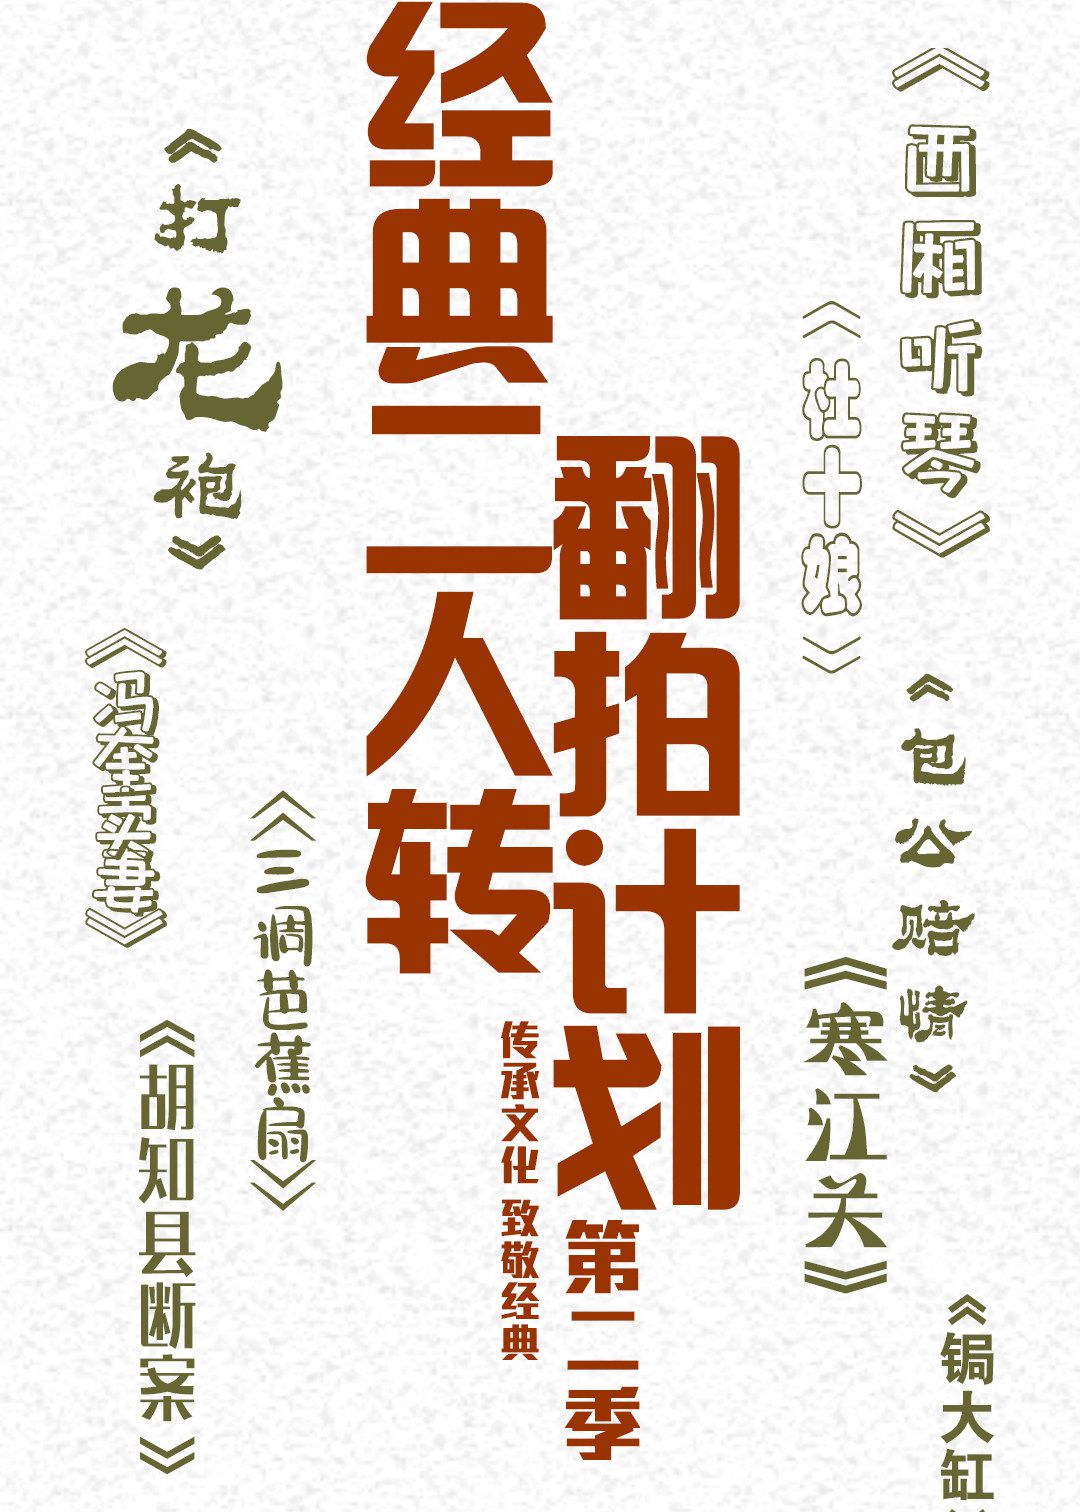 经典二人转
翻拍计划
第二季
传承文化 致敬经典
《西厢听琴》
《杜十娘》
《包公赔情》
《寒江关》
《锔大缸
《打龙袍》
《冯奎卖妻》
《三调芭蕉扇》
《胡知县断案》